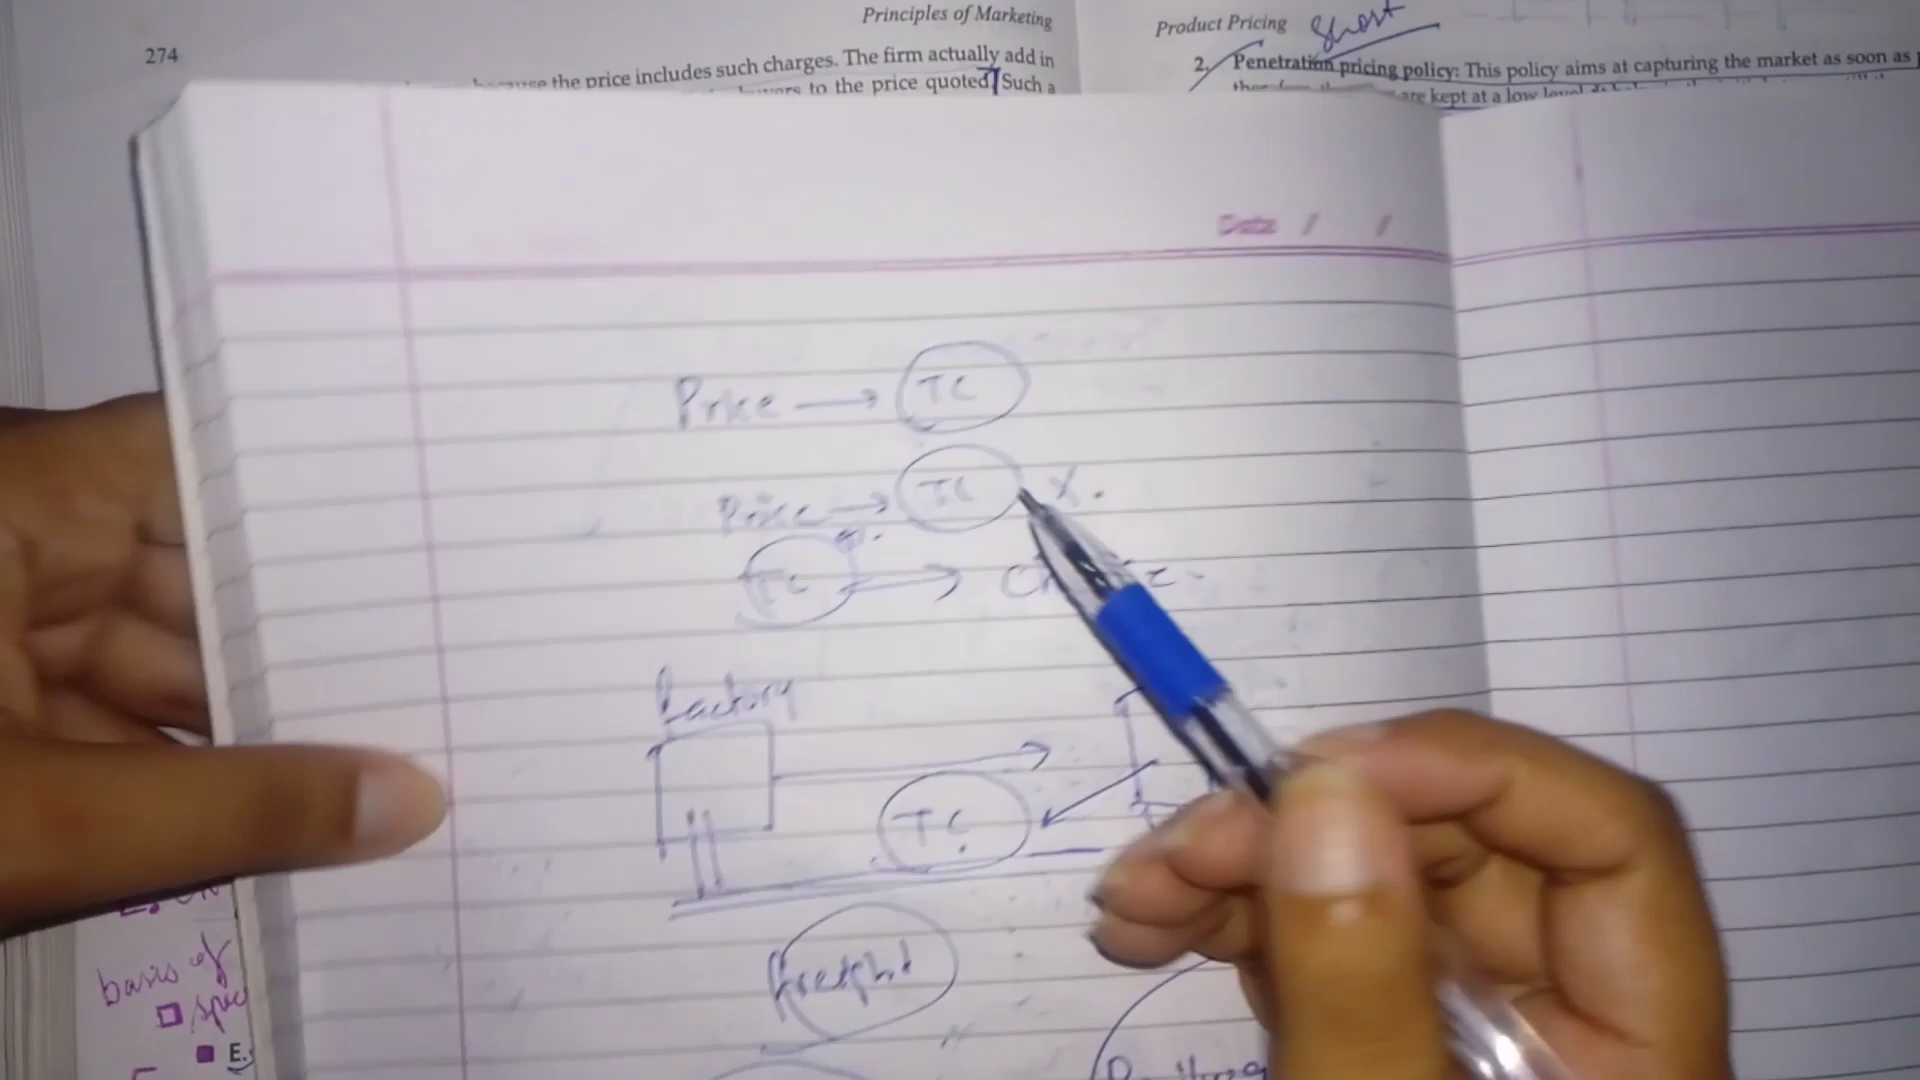 Principles of Marketing
274
because the price includes such charges. The firm actually add in
to the price quoted. Such a
Product Pricing Short
2. Penetration pricing policy: This policy aims at capturing the market as soon as
are kept at a low level
Date / /
Price → TC
Price → TC X.
TC →
Factory
TC.
Freight
basis of
E.